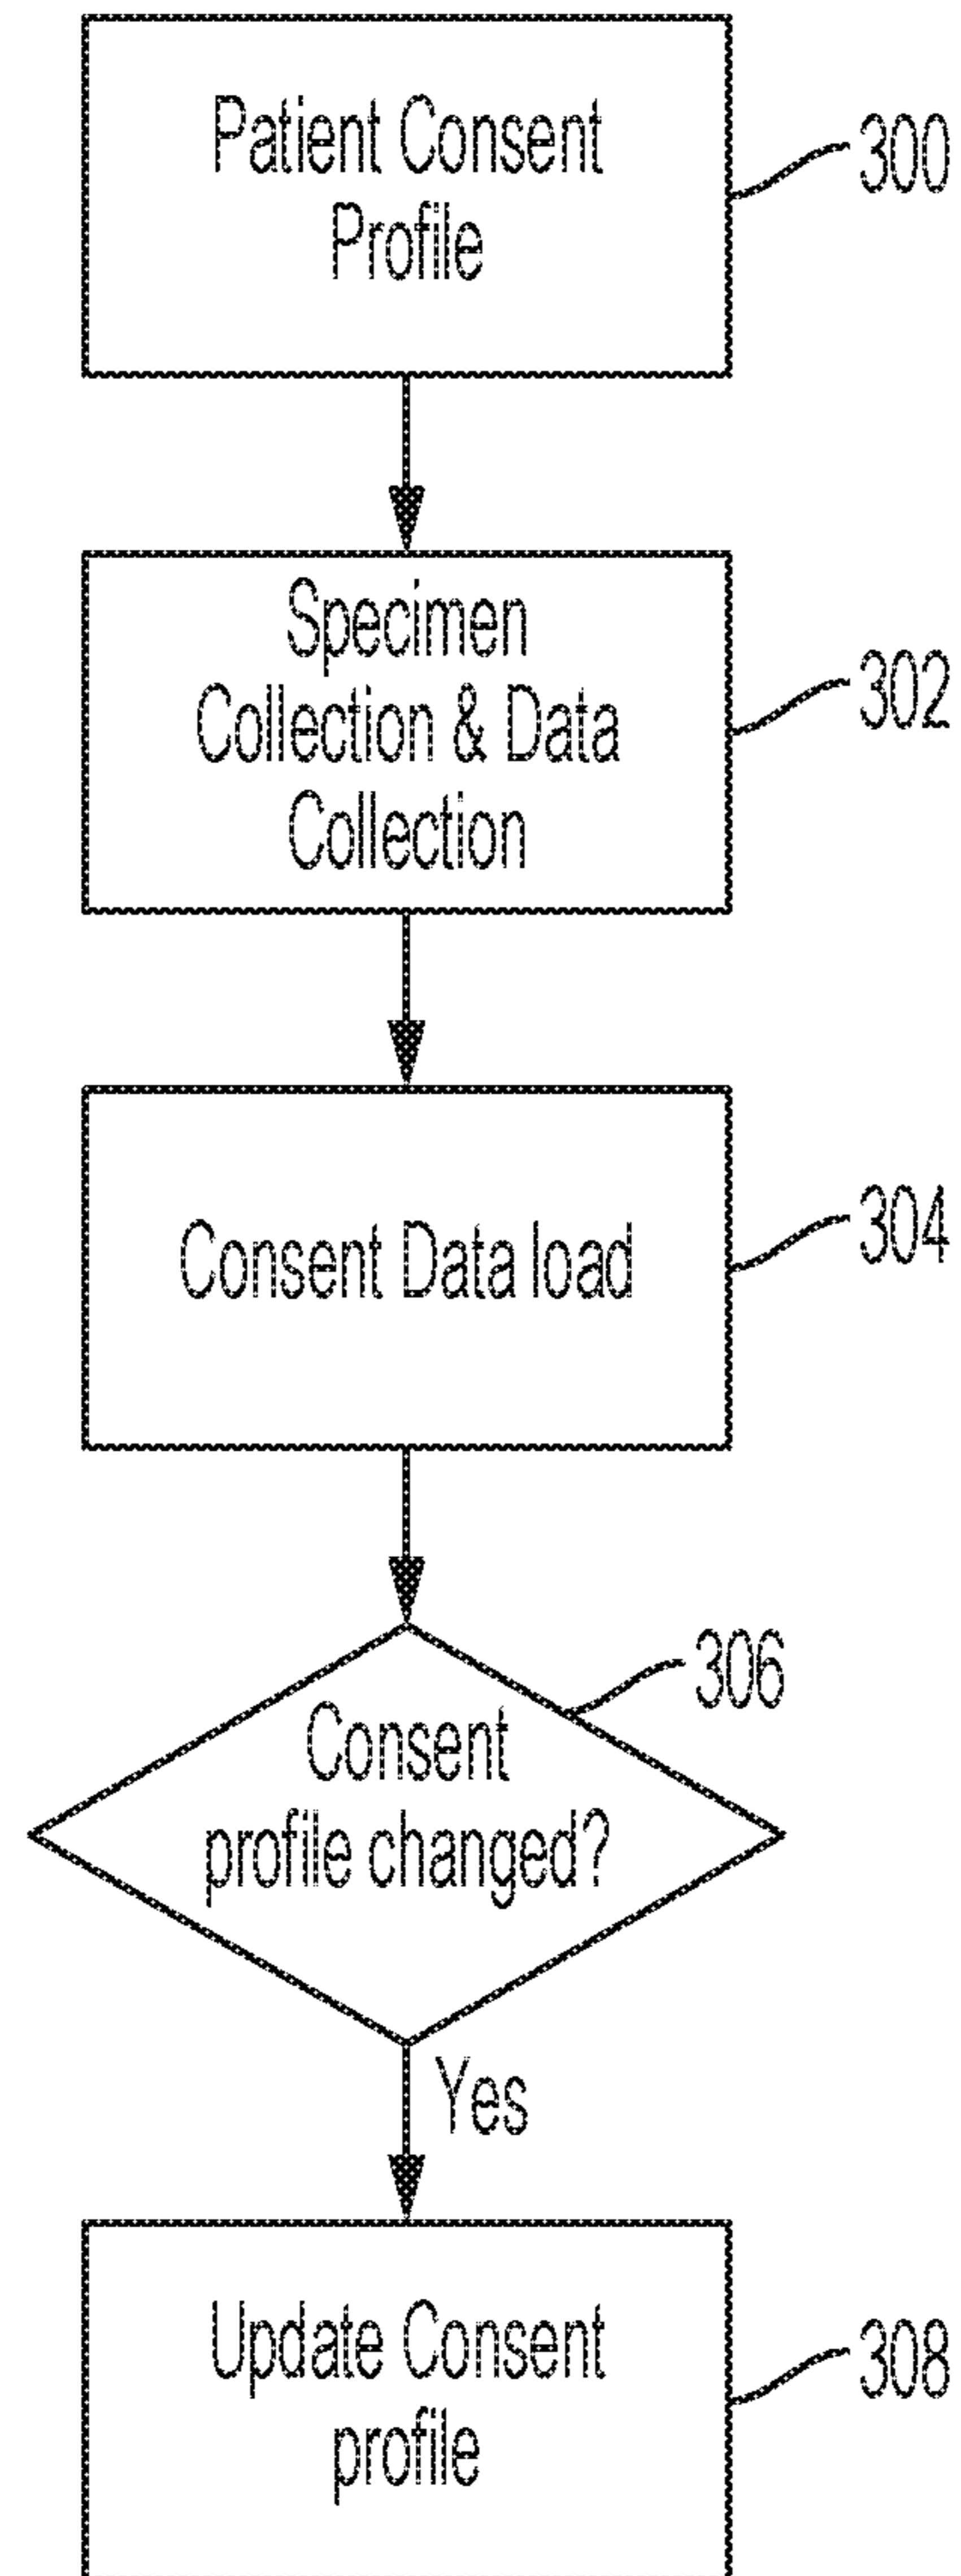 Patient Consent
Profile
300
Specimen
Collection & Data
Collection
302
Consent Data load
304
306
Consent
profile changed?
Yes
Update Consent
profile
308